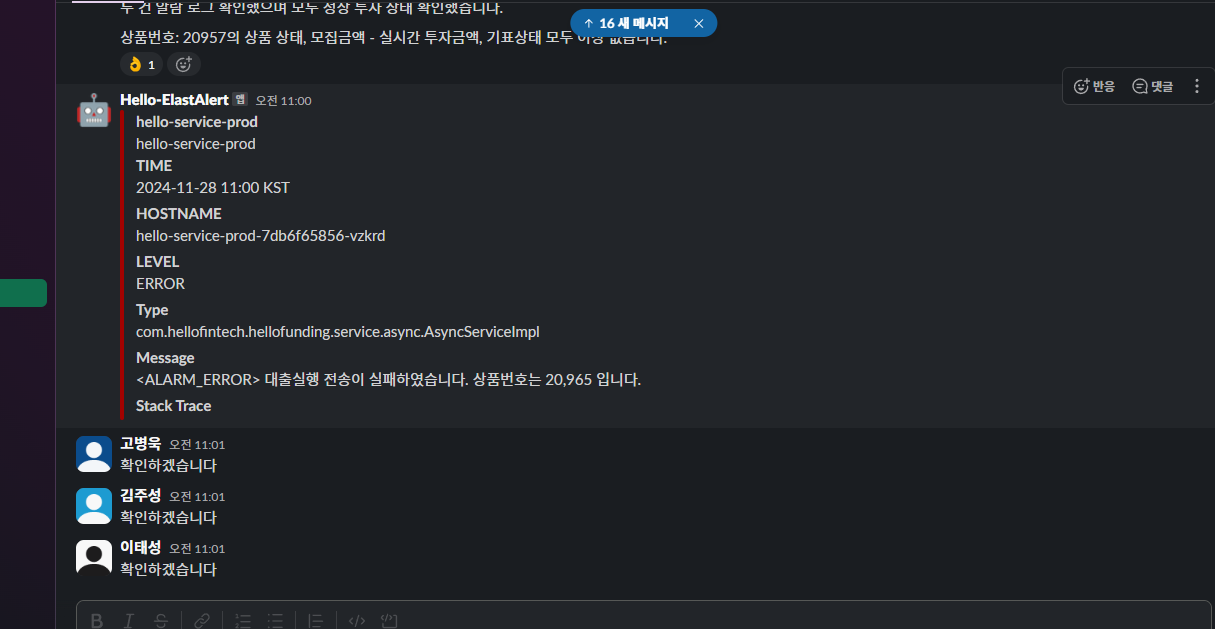 두 건 알람 로그 확인했으며 모두 정상 투자 상태 확인했습니다.
↑ 16 새 메시지 ×
상품번호: 20957의 상품 상태, 모집금액 - 실시간 투자금액, 기표상태 모두 이상 없습니다.
👌 1
반응 댓글
Hello-ElastAlert 앱 오전 11:00
hello-service-prod
hello-service-prod
TIME
2024-11-28 11:00 KST
HOSTNAME
hello-service-prod-7db6f65856-vzkrd
LEVEL
ERROR
Type
com.hellofintech.hellofunding.service.async.AsyncServiceImpl
Message
<ALARM_ERROR> 대출실행 전송이 실패하였습니다. 상품번호는 20,965 입니다.
Stack Trace
고병욱 오전 11:01
확인하겠습니다
김주성 오전 11:01
확인하겠습니다
이태성 오전 11:01
확인하겠습니다
B I S